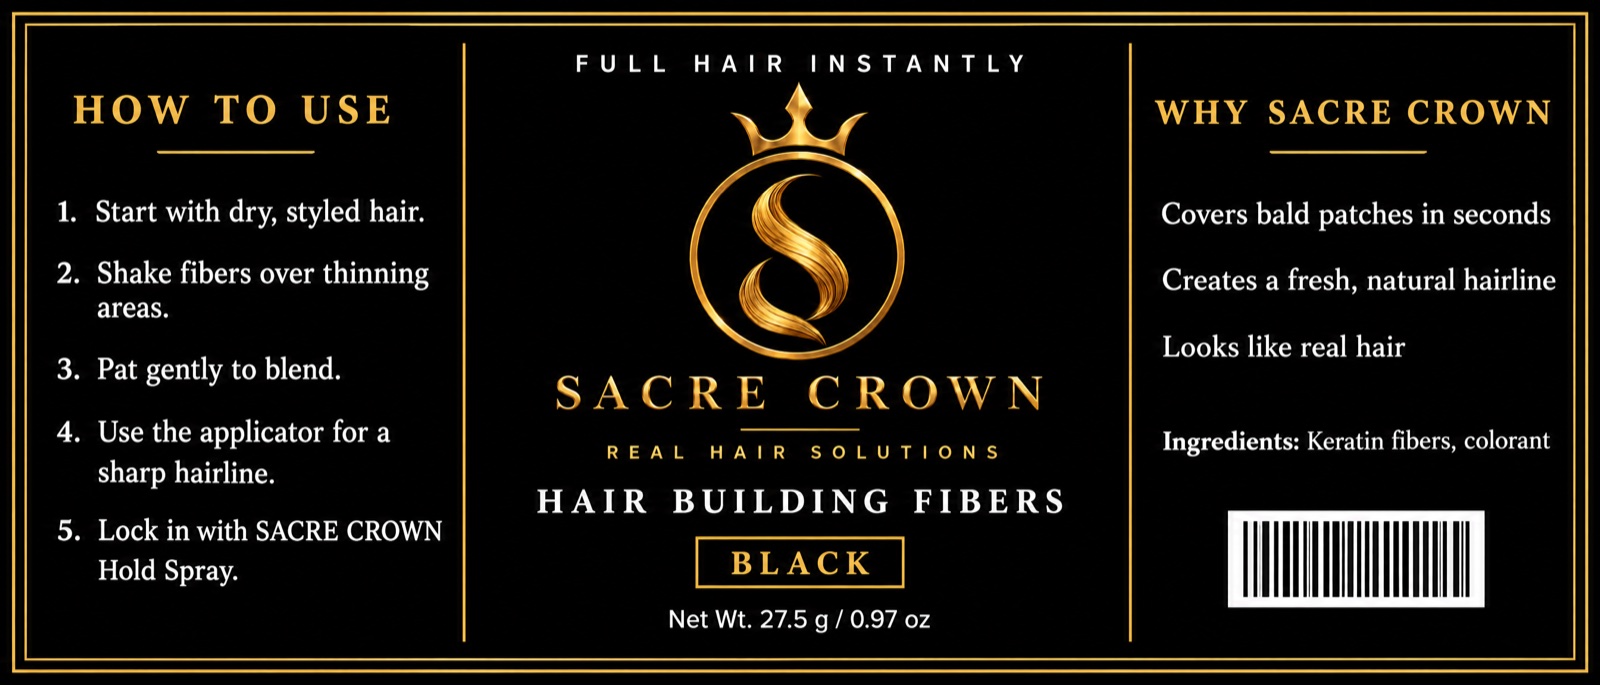 HOW TO USE
1. Start with dry, styled hair.
2. Shake fibers over thinning
areas.
3. Pat gently to blend.
4. Use the applicator for a
sharp hairline.
5. Lock in with SACRE CROWN
Hold Spray.
FULL HAIR INSTANTLY
SACRE CROWN
REAL HAIR SOLUTIONS
HAIR BUILDING FIBERS
BLACK
Net Wt. 27.5 g / 0.97 oz
WHY SACRE CROWN
Covers bald patches in seconds
Creates a fresh, natural hairline
Looks like real hair
Ingredients: Keratin fibers, colorant